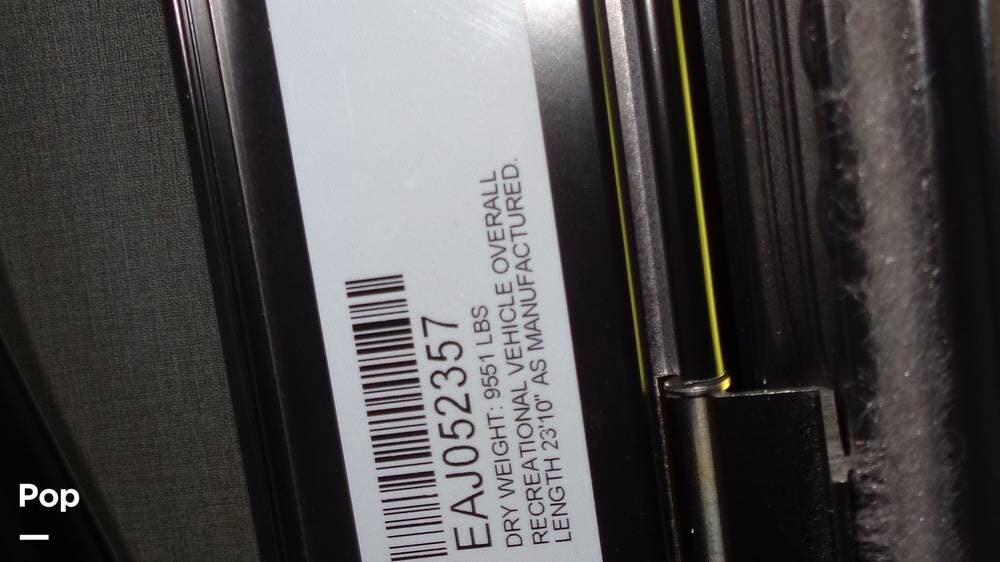 EAJ052357
DRY WEIGHT: 9551 LBS
RECREATIONAL VEHICLE OVERALL
LENGTH 23'10" AS MANUFACTURED.
Pop